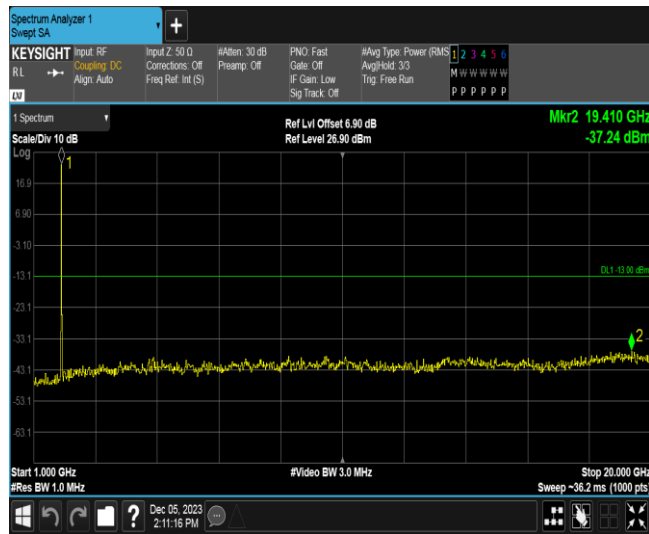 Spectrum Analyzer 1
Swept SA
+
KEYSIGHT
RL
LXI
Input: RF
Coupling: DC
Align: Auto
Input Z: 50 Ω
Corrections: Off
Freq Ref: Int (S)
#Atten: 30 dB
Preamp: Off
PNO: Fast
Gate: Off
IF Gain: Low
Sig Track: Off
#Avg Type: Power (RMS
Avg|Hold: 3/3
Trig: Free Run
1 2 3 4 5 6
M W W W W W
P P P P P P
1 Spectrum
Scale/Div 10 dB
Log
Ref Lvl Offset 6.90 dB
Ref Level 26.90 dBm
Mkr2 19.410 GHz
-37.24 dBm
1
16.9
6.90
-3.10
-13.1
DL1 -13.00 dBm
-23.1
-33.1
2
-43.1
-53.1
-63.1
Start 1.000 GHz
#Res BW 1.0 MHz
#Video BW 3.0 MHz
Stop 20.000 GHz
Sweep ~36.2 ms (1000 pts)
?
Dec 05, 2023
2:11:16 PM